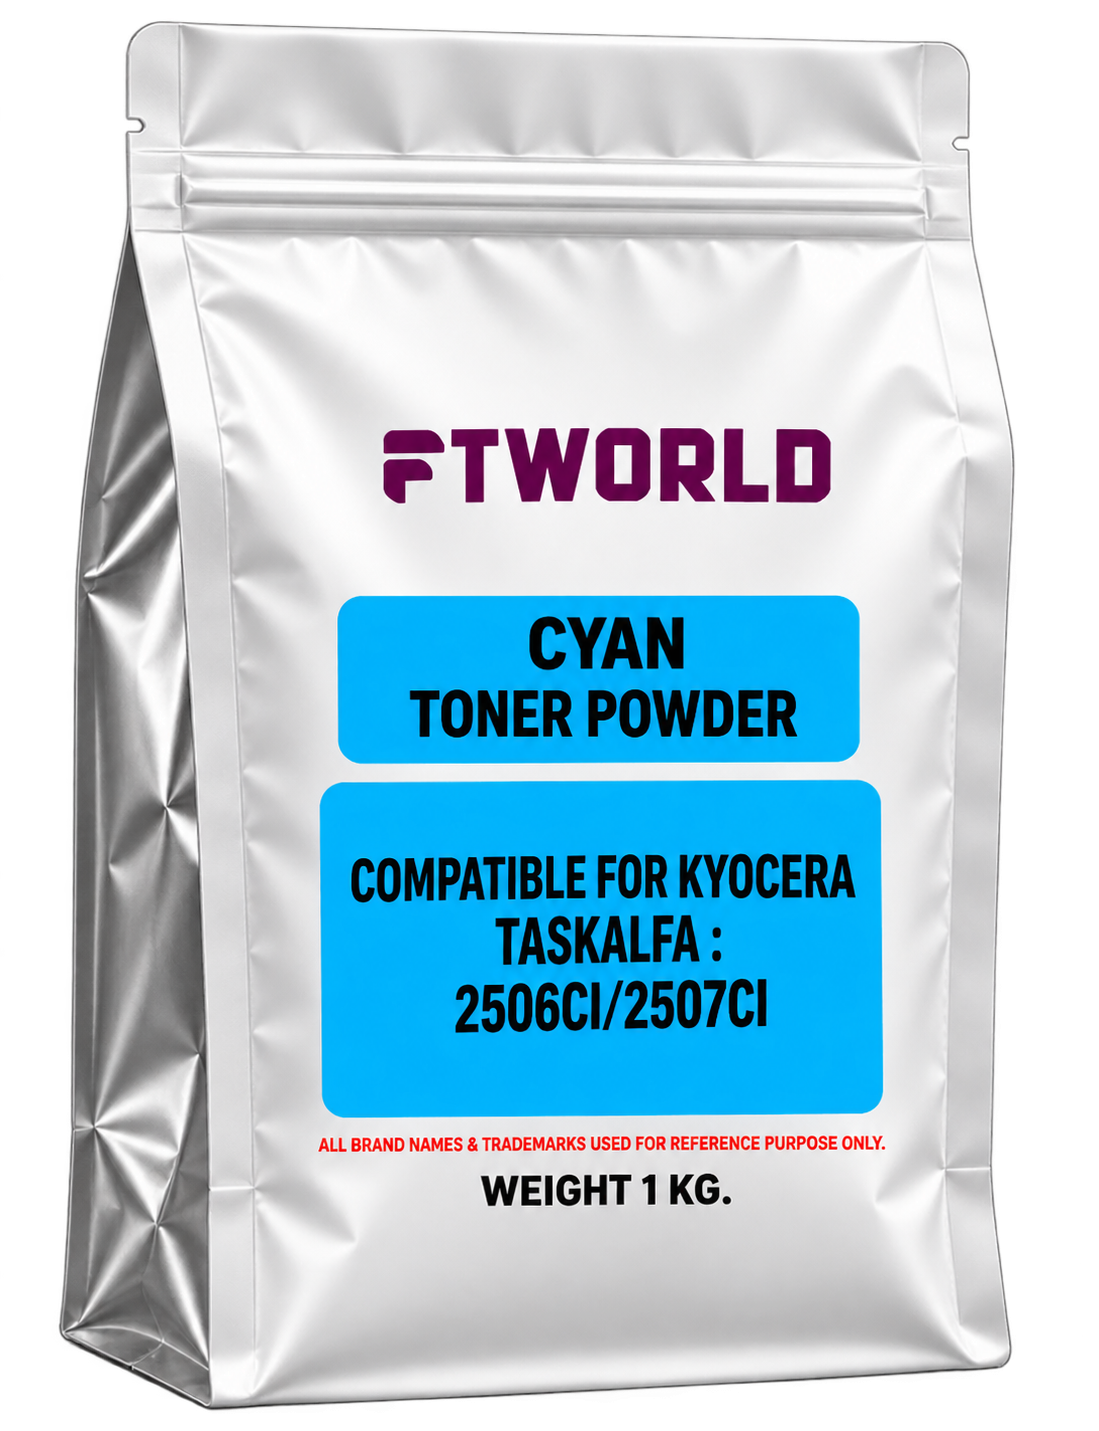 FTWORLD
CYAN
TONER POWDER
COMPATIBLE FOR KYOCERA
TASKALFA :
2506CI/2507CI
ALL BRAND NAMES & TRADEMARKS USED FOR REFERENCE PURPOSE ONLY.
WEIGHT 1 KG.